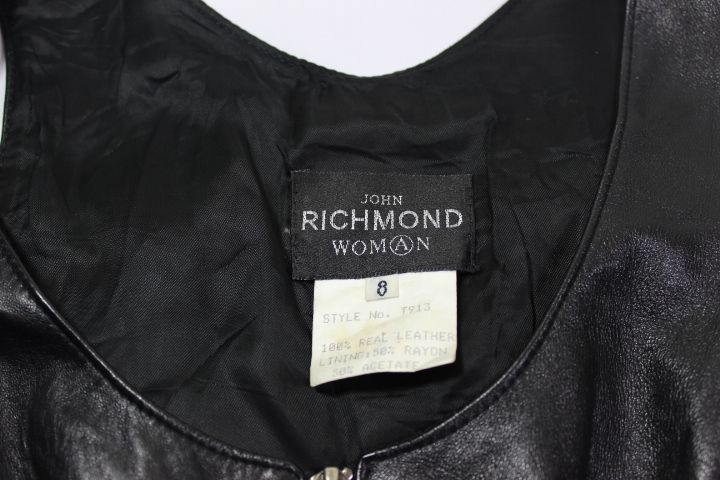 JOHN
RICHMOND
WOMAN
8
STYLE No. T913
100% REAL LEATHER
LINING:50% RAYON
50% ACETATE